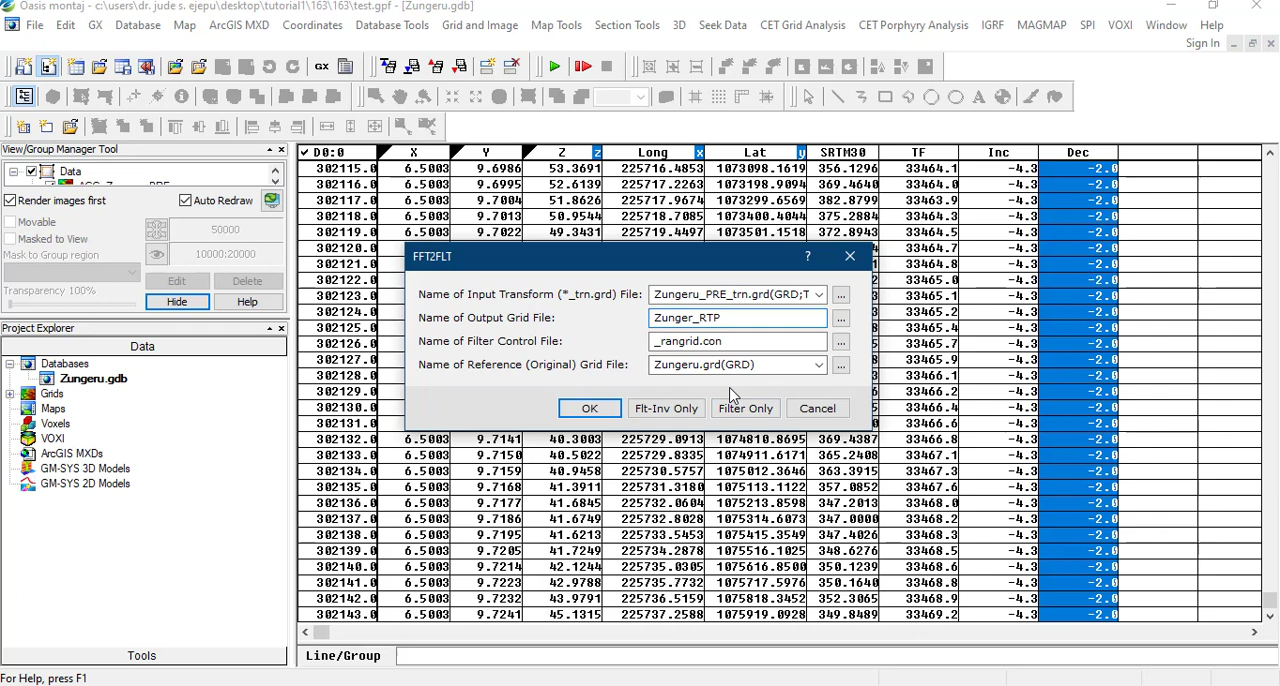 Oasis montaj - c:\users\dr. jude s. ejepu\desktop\tutorial1\163\163\test.gpf - [Zungeru.gdb]
File Edit GX Database Map ArcGIS MXD Coordinates Database Tools Grid and Image Map Tools Section Tools 3D Seek Data CET Grid Analysis CET Porphyry Analysis IGRF MAGMAP SPI VOXI Window Help
Sign In
GX
View/Group Manager Tool
Data
Render images first Auto Redraw
Movable 50000
Masked to View
Mask to Group region 10000:20000
Edit Delete
Transparency 100%
Hide Help
Project Explorer
Data
Databases
Zungeru.gdb
Grids
Maps
Voxels
VOXI
ArcGIS MXDs
GM-SYS 3D Models
GM-SYS 2D Models
Tools
D0:0 X Y Z z Long x Lat y SRTM30 TF Inc Dec
302115.0 6.5003 9.6986 53.3691 225716.4853 1073098.1619 356.1296 33464.1 -4.3 -2.0
302116.0 6.5003 9.6995 52.6139 225717.2263 1073198.9094 369.4640 33464.0 -4.3 -2.0
302117.0 6.5003 9.7004 51.8626 225717.9674 1073299.6569 382.8799 33463.9 -4.3 -2.0
302118.0 6.5003 9.7013 50.9544 225718.7085 1073400.4044 375.2884 33464.3 -4.3 -2.0
302119.0 6.5003 9.7022 49.3431 225719.4497 1073501.1518 372.8943 33464.5 -4.3 -2.0
302120.0 .7 -4.3 -2.0
302121.0 .8 -4.3 -2.0
302122.0 5.0 -4.3 -2.0
302123.0 5.1 -4.3 -2.0
302124.0 5.2 -4.3 -2.0
302125.0 5.4 -4.3 -2.0
302126.0 5.5 -4.3 -2.0
302127.0 5.7 -4.3 -2.0
302128.0 5.9 -4.3 -2.0
302129.0 6.2 -4.3 -2.0
302130.0 6.4 -4.3 -2.0
302131.0 6.6 -4.3 -2.0
302132.0 6.5003 9.7141 40.3003 225729.0913 1074810.8695 369.4387 33466.8 -4.3 -2.0
302133.0 6.5003 9.7150 40.5022 225729.8335 1074911.6171 365.2408 33467.1 -4.3 -2.0
302134.0 6.5003 9.7159 40.9458 225730.5757 1075012.3646 363.3915 33467.3 -4.3 -2.0
302135.0 6.5003 9.7168 41.3911 225731.3180 1075113.1122 357.0852 33467.6 -4.3 -2.0
302136.0 6.5003 9.7177 41.6845 225732.0604 1075213.8598 347.2013 33468.0 -4.3 -2.0
302137.0 6.5003 9.7186 41.6749 225732.8028 1075314.6073 347.0000 33468.2 -4.3 -2.0
302138.0 6.5003 9.7195 41.6213 225733.5453 1075415.3549 347.4026 33468.3 -4.3 -2.0
302139.0 6.5003 9.7205 41.7249 225734.2878 1075516.1025 348.6276 33468.5 -4.3 -2.0
302140.0 6.5003 9.7214 42.1244 225735.0305 1075616.8500 350.1239 33468.6 -4.3 -2.0
302141.0 6.5003 9.7223 42.9788 225735.7732 1075717.5976 350.1640 33468.8 -4.3 -2.0
302142.0 6.5003 9.7232 43.9791 225736.5159 1075818.3452 352.3065 33468.9 -4.3 -2.0
302143.0 6.5003 9.7241 45.1315 225737.2588 1075919.0928 349.8489 33469.2 -4.3 -2.0
FFT2FLT
Name of Input Transform (*_trn.grd) File: Zungeru_PRE_trn.grd(GRD;T ...
Name of Output Grid File: Zunger_RTP ...
Name of Filter Control File: _rangrid.con ...
Name of Reference (Original) Grid File: Zungeru.grd(GRD) ...
OK Flt-Inv Only Filter Only Cancel
Line/Group
For Help, press F1